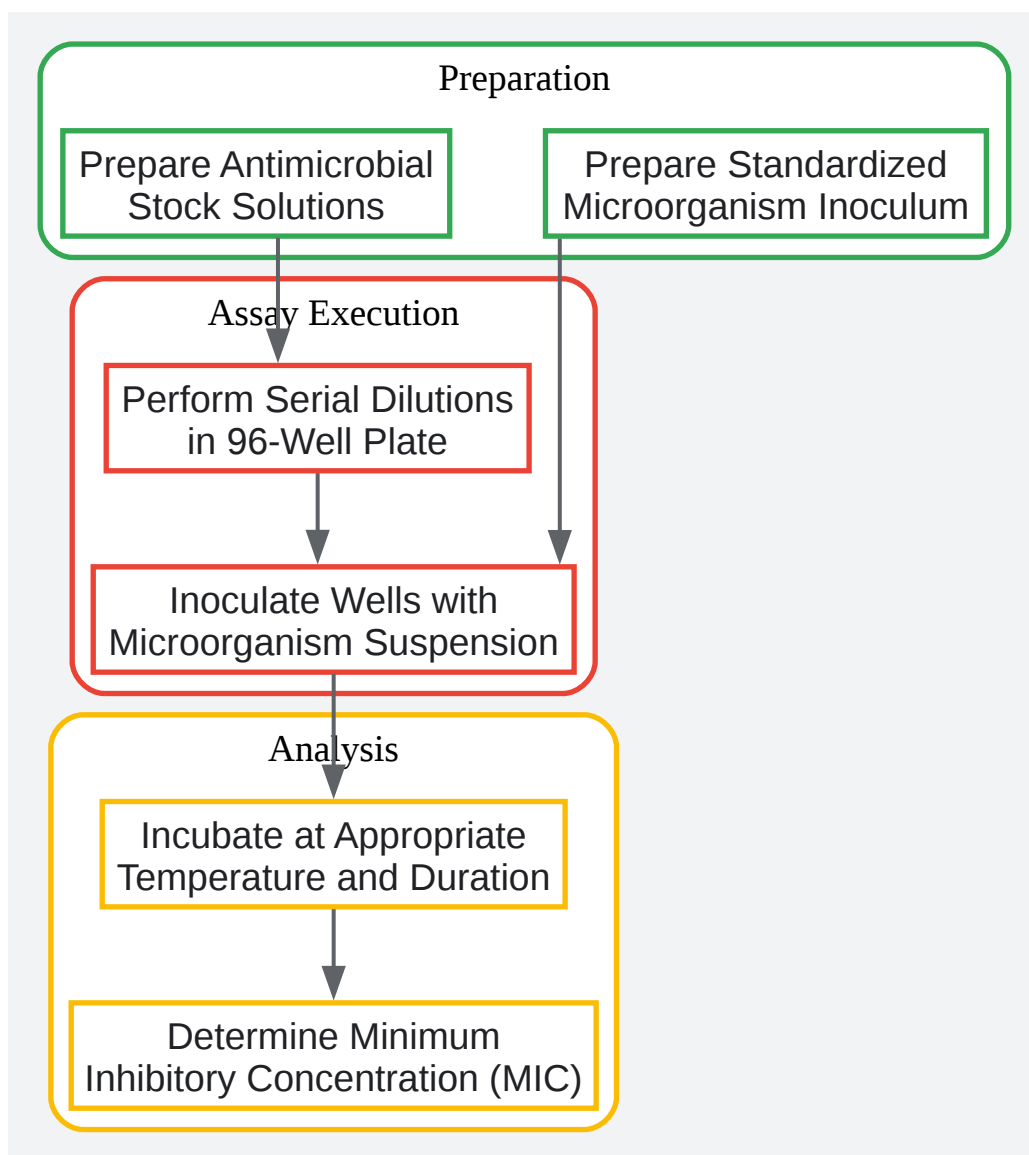 Preparation
Prepare Antimicrobial
Stock Solutions
Prepare Standardized
Microorganism Inoculum
Assay Execution
Perform Serial Dilutions
in 96-Well Plate
Inoculate Wells with
Microorganism Suspension
Analysis
Incubate at Appropriate
Temperature and Duration
Determine Minimum
Inhibitory Concentration (MIC)